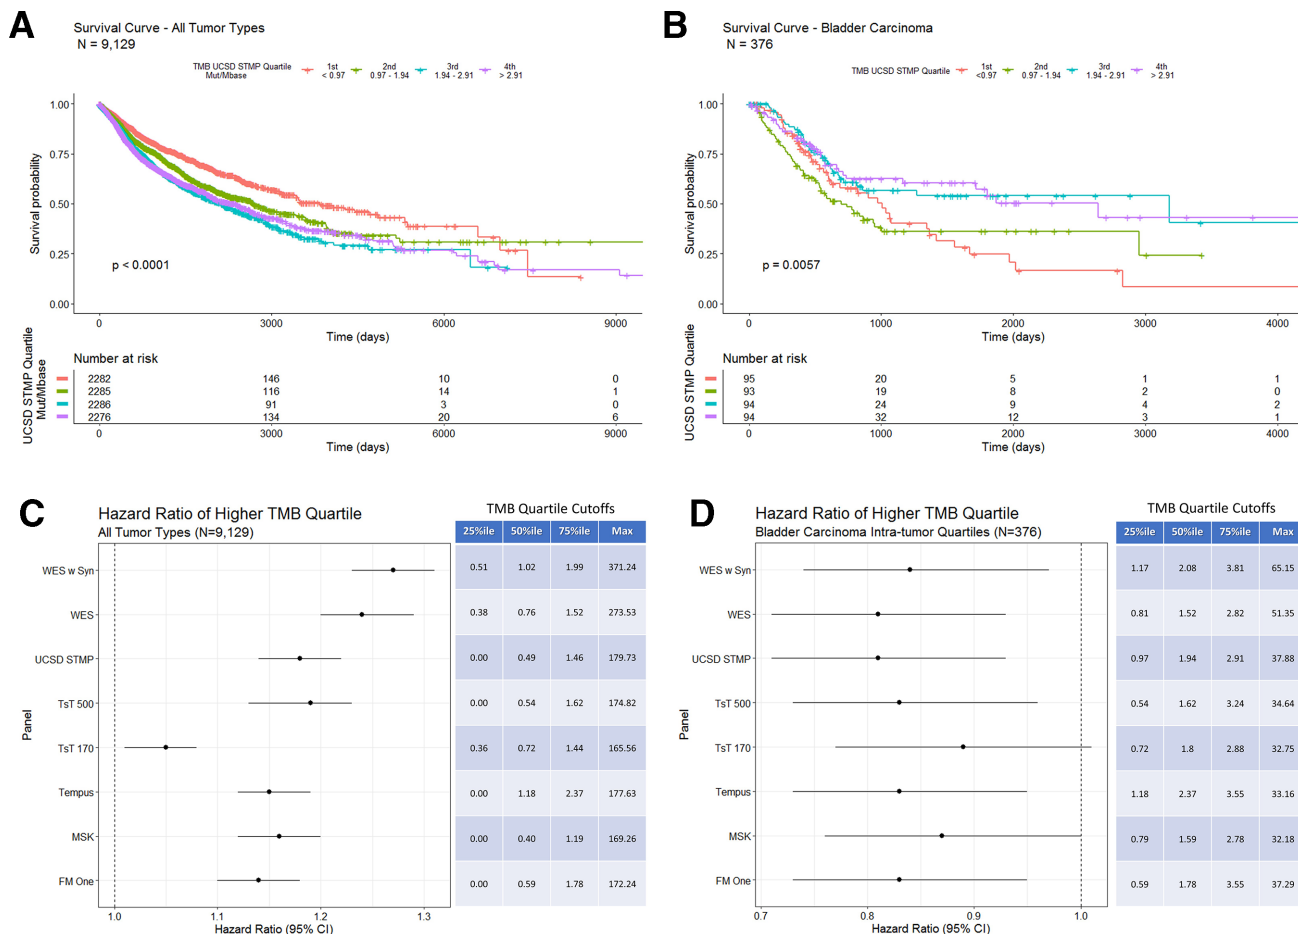 A
Survival Curve - All Tumor Types
N = 9,129
TMB UCSD STMP Quartile 1st 2nd 3rd 4th
Mut/Mbase < 0.97 0.97 - 1.94 1.94 - 2.91 > 2.91
Survival probability
1.00
0.75
0.50
0.25
0.00
p < 0.0001
0 3000 6000 9000
Time (days)
Number at risk
UCSD STMP Quartile
Mut/Mbase
2282 146 10 0
2285 116 14 1
2286 91 3 0
2276 134 20 6
0 3000 6000 9000
Time (days)
B
Survival Curve - Bladder Carcinoma
N = 376
TMB UCSD STMP Quartile 1st 2nd 3rd 4th
<0.97 0.97 - 1.94 1.94 - 2.91 > 2.91
Survival probability
1.00
0.75
0.50
0.25
0.00
p = 0.0057
0 1000 2000 3000 4000
Time (days)
Number at risk
UCSD STMP Quartile
Mut/Mbase
95 20 5 1 1
93 19 8 2 0
94 24 9 4 2
94 32 12 3 1
0 1000 2000 3000 4000
Time (days)
C
Hazard Ratio of Higher TMB Quartile
All Tumor Types (N=9,129)
TMB Quartile Cutoffs
25%ile 50%ile 75%ile Max
Panel
WES w Syn 0.51 1.02 1.99 371.24
WES 0.38 0.76 1.52 273.53
UCSD STMP 0.00 0.49 1.46 179.73
TsT 500 0.00 0.54 1.62 174.82
TsT 170 0.36 0.72 1.44 165.56
Tempus 0.00 1.18 2.37 177.63
MSK 0.00 0.40 1.19 169.26
FM One 0.00 0.59 1.78 172.24
1.0 1.1 1.2 1.3
Hazard Ratio (95% CI)
D
Hazard Ratio of Higher TMB Quartile
Bladder Carcinoma Intra-tumor Quartiles (N=376)
TMB Quartile Cutoffs
25%ile 50%ile 75%ile Max
Panel
WES w Syn 1.17 2.08 3.81 65.15
WES 0.81 1.52 2.82 51.35
UCSD STMP 0.97 1.94 2.91 37.88
TsT 500 0.54 1.62 3.24 34.64
TsT 170 0.72 1.8 2.88 32.75
Tempus 1.18 2.37 3.55 33.16
MSK 0.79 1.59 2.78 32.18
FM One 0.59 1.78 3.55 37.29
0.7 0.8 0.9 1.0
Hazard Ratio (95% CI)